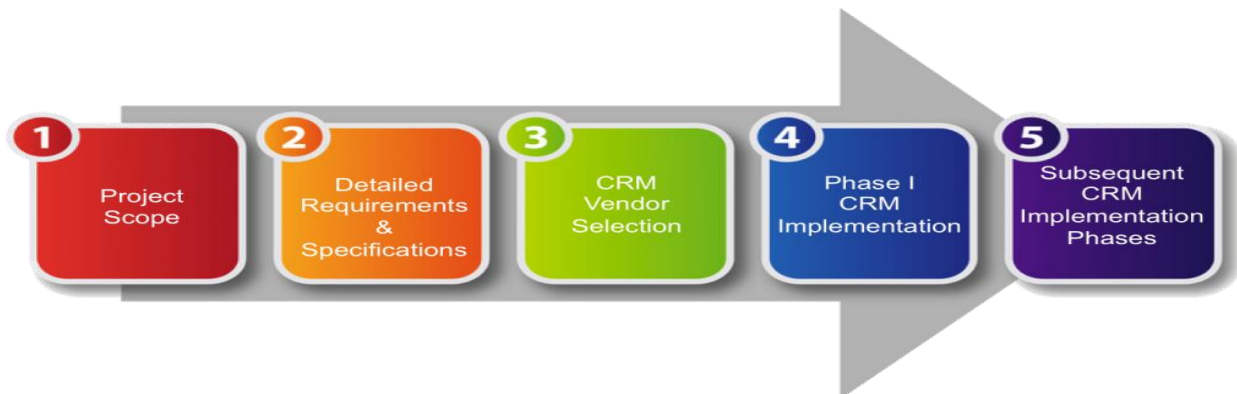 1
Project
Scope
2
Detailed
Requirements
&
Specifications
3
CRM
Vendor
Selection
4
Phase I
CRM
Implementation
5
Subsequent
CRM
Implementation
Phases